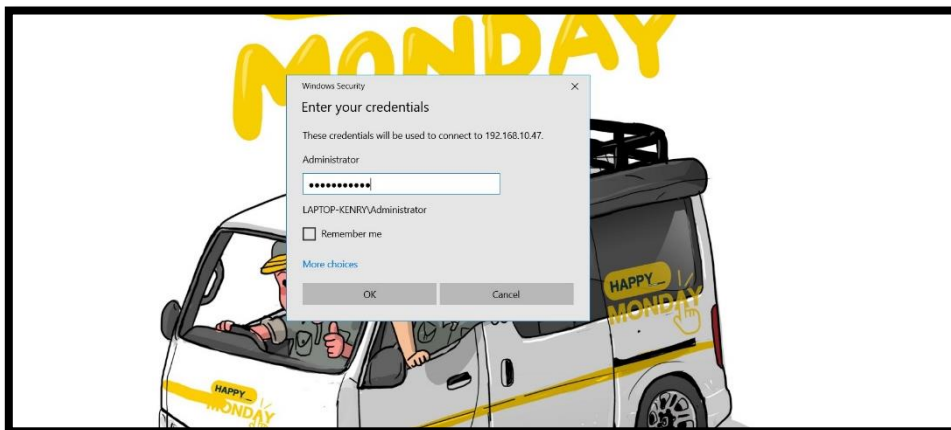 MONDAY
Windows Security
Enter your credentials
These credentials will be used to connect to 192.168.10.47.
Administrator
•••••••••••
LAPTOP-KENRY\Administrator
Remember me
More choices
OK
Cancel
HAPPY_
MONDAY
HAPPY_
MONDAY